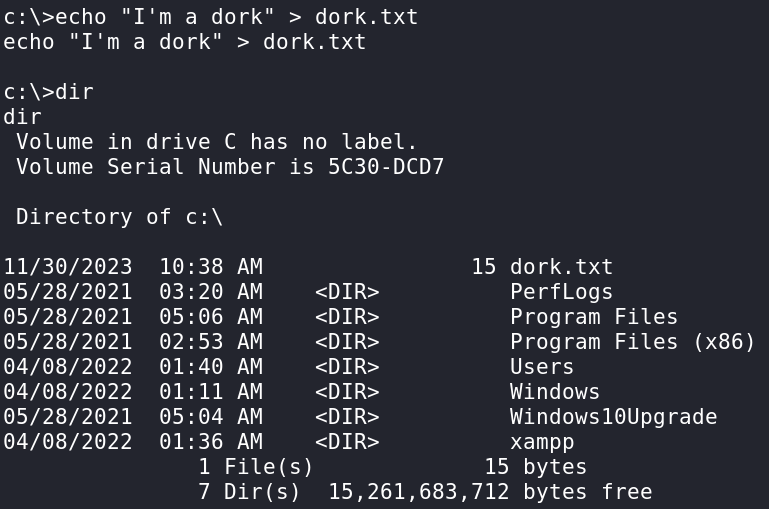 c:\>echo "I'm a dork" > dork.txt
echo "I'm a dork" > dork.txt
c:\>dir
dir
 Volume in drive C has no label.
 Volume Serial Number is 5C30-DCD7
 Directory of c:\
11/30/2023  10:38 AM                15 dork.txt
05/28/2021  03:20 AM    <DIR>          PerfLogs
05/28/2021  05:06 AM    <DIR>          Program Files
05/28/2021  02:53 AM    <DIR>          Program Files (x86)
04/08/2022  01:40 AM    <DIR>          Users
04/08/2022  01:11 AM    <DIR>          Windows
05/28/2021  05:04 AM    <DIR>          Windows10Upgrade
04/08/2022  01:36 AM    <DIR>          xampp
               1 File(s)             15 bytes
               7 Dir(s)  15,261,683,712 bytes free